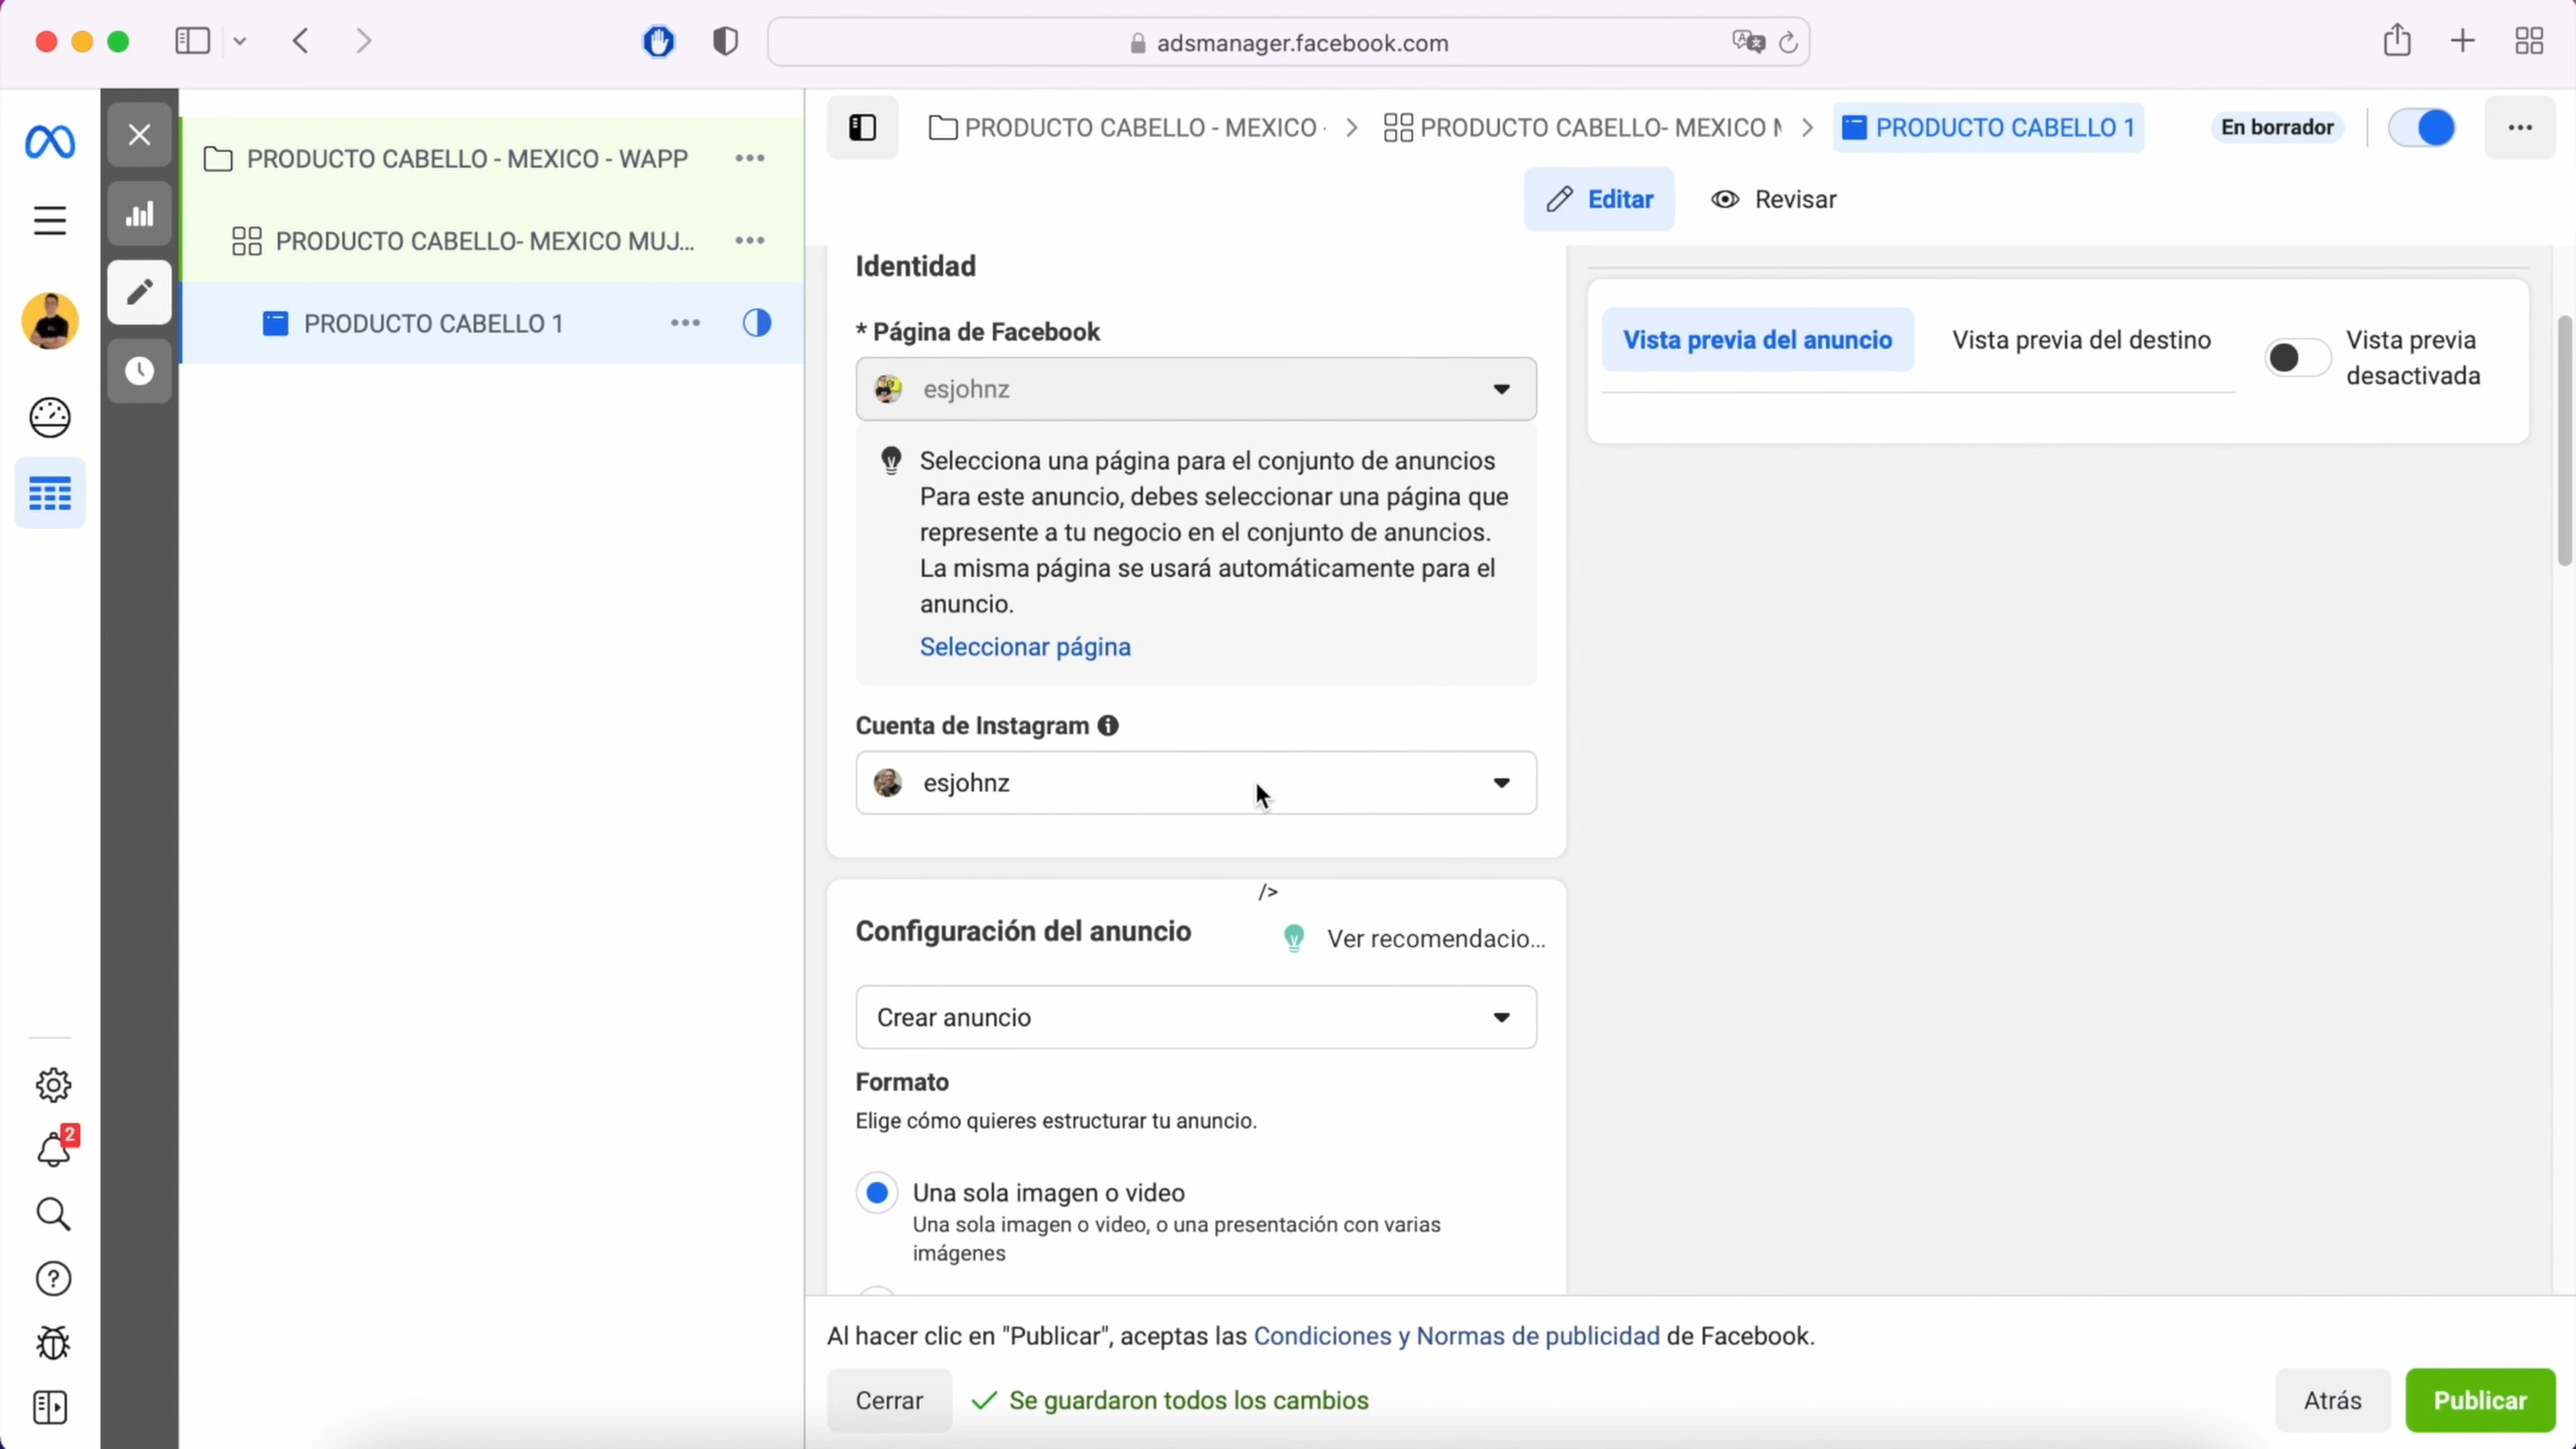 adsmanager.facebook.com
PRODUCTO CABELLO - MEXICO - WAPP
PRODUCTO CABELLO- MEXICO MUJ...
PRODUCTO CABELLO 1
PRODUCTO CABELLO - MEXICO
PRODUCTO CABELLO- MEXICO
PRODUCTO CABELLO 1
En borrador
Editar
Revisar
Identidad
* Página de Facebook
esjohnz
Selecciona una página para el conjunto de anuncios
Para este anuncio, debes seleccionar una página que
represente a tu negocio en el conjunto de anuncios.
La misma página se usará automáticamente para el
anuncio.
Seleccionar página
Cuenta de Instagram
esjohnz
/>
Configuración del anuncio
Ver recomendacio...
Crear anuncio
Formato
Elige cómo quieres estructurar tu anuncio.
Una sola imagen o video
Una sola imagen o video, o una presentación con varias
imágenes
Vista previa del anuncio
Vista previa del destino
Vista previa
desactivada
2
Al hacer clic en "Publicar", aceptas las Condiciones y Normas de publicidad de Facebook.
Cerrar
Se guardaron todos los cambios
Atrás
Publicar